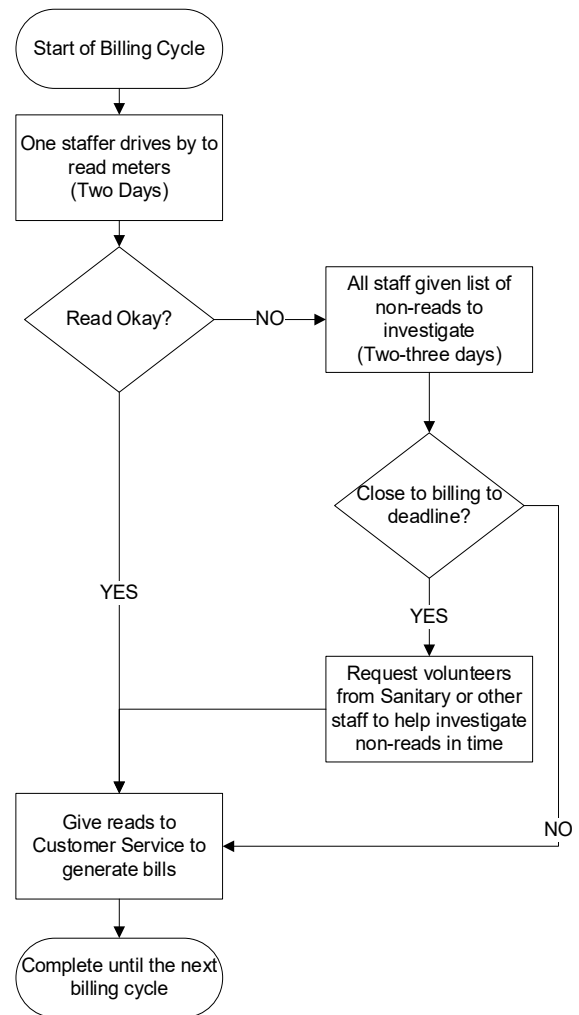 Start of Billing Cycle
One staffer drives by to
read meters
(Two Days)
Read Okay?
NO
All staff given list of
non-reads to
investigate
(Two-three days)
Close to billing to
deadline?
YES
YES
Request volunteers
from Sanitary or other
staff to help investigate
non-reads in time
NO
Give reads to
Customer Service to
generate bills
Complete until the next
billing cycle